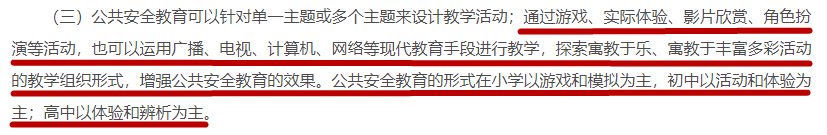 （三）公共安全教育可以针对单一主题或多个主题来设计教学活动；通过游戏、实际体验、影片欣赏、角色扮
演等活动，也可以运用广播、电视、计算机、网络等现代教育手段进行教学，探索寓教于乐、寓教于丰富多彩活动
的教学组织形式，增强公共安全教育的效果。公共安全教育的形式在小学以游戏和模拟为主，初中以活动和体验为
主；高中以体验和辨析为主。